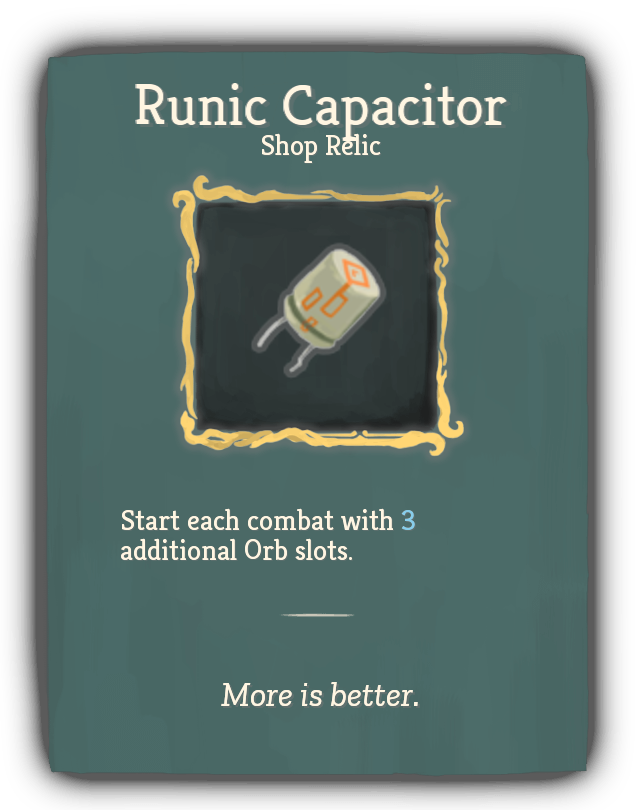 Runic Capacitor
Shop Relic
Start each combat with 3
additional Orb slots.
More is better.